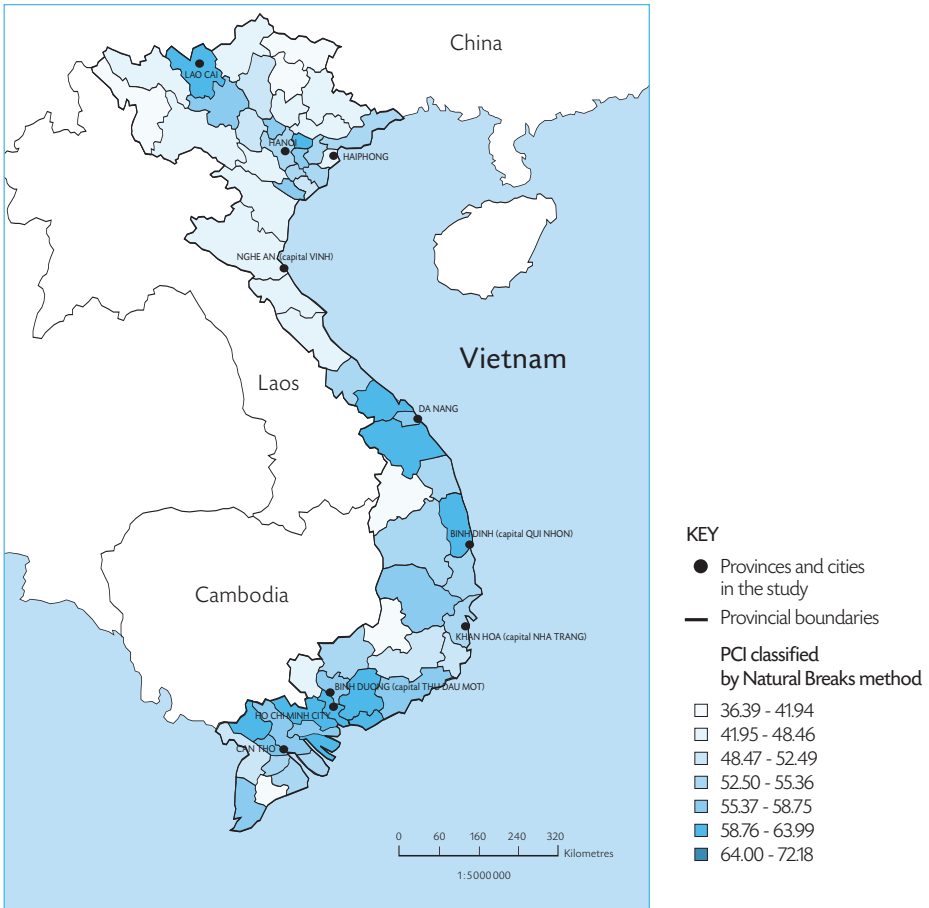 China
LAO CAI
HANOI
HAIPHONG
NGHE AN (capital VINH)
Vietnam
Laos
DA NANG
BINH DINH (capital QUI NHON)
Cambodia
KHAN HOA (capital NHA TRANG)
BINH DUONG (capital THU DAU MOT)
HO CHI MINH CITY
CAN THO
0 60 160 240 320
Kilometres
1:5000000
KEY
Provinces and cities
in the study
Provincial boundaries
PCI classified
by Natural Breaks method
36.39 - 41.94
41.95 - 48.46
48.47 - 52.49
52.50 - 55.36
55.37 - 58.75
58.76 - 63.99
64.00 - 72.18